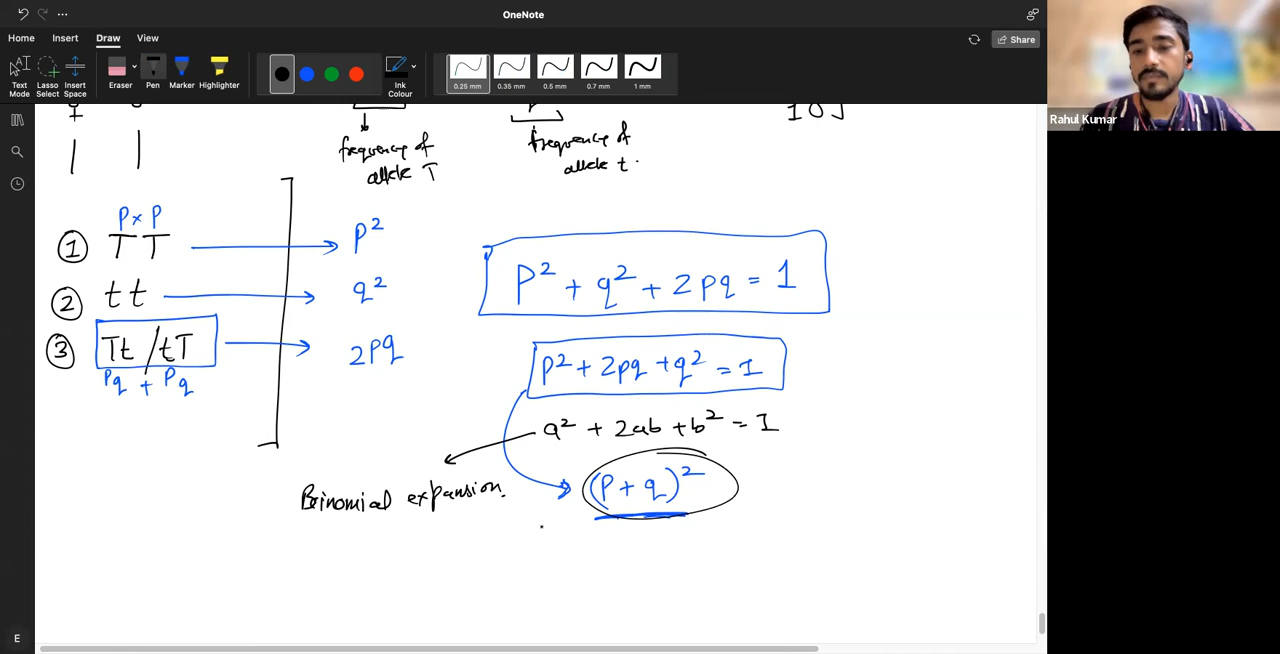 OneNote
Home Insert Draw View
Share
Text Mode
Lasso Select
Insert Space
Eraser
Pen
Marker
Highlighter
Ink Colour
0.25 mm
0.35 mm
0.5 mm
0.7 mm
1 mm
Rahul Kumar
frequency of allele T
frequency of allele t.
P × P
① TT → p²
② tt → q²
③ Tt / tT → 2pq
Pq + Pq
P² + q² + 2pq = 1
p² + 2pq + q² = 1
a² + 2ab + b² = 1
Binomial expansion.
(p + q)²
E